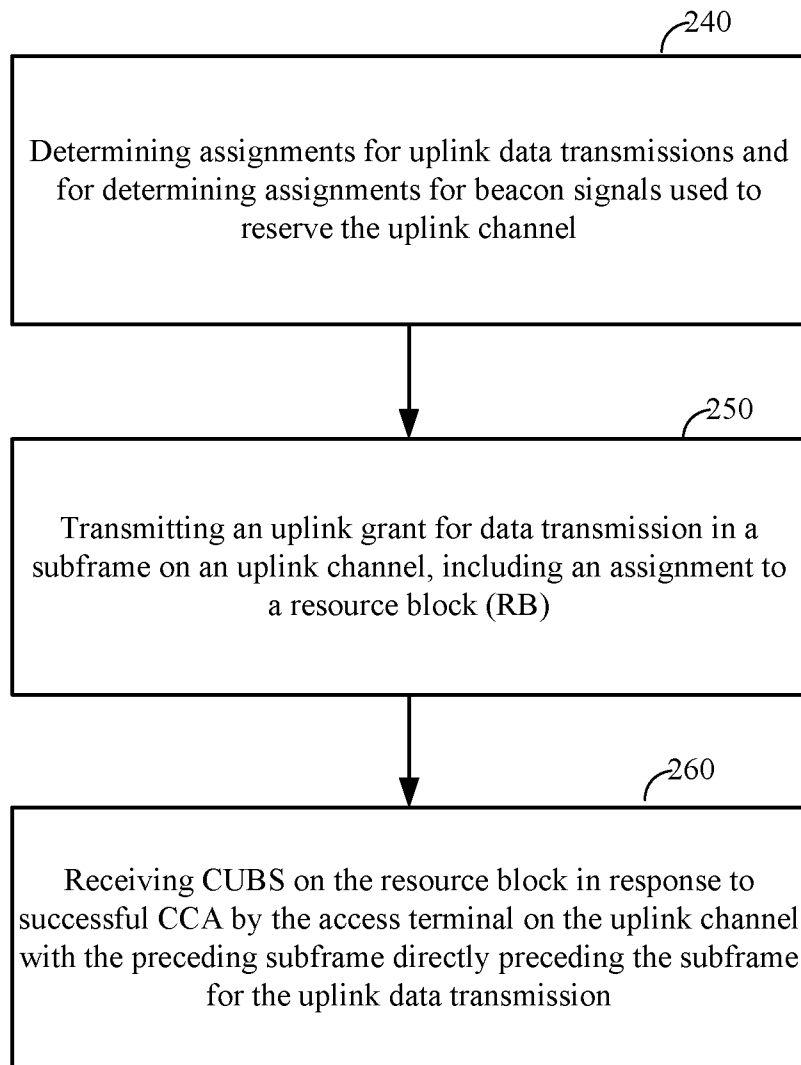 240
Determining assignments for uplink data transmissions and
for determining assignments for beacon signals used to
reserve the uplink channel
250
Transmitting an uplink grant for data transmission in a
subframe on an uplink channel, including an assignment to
a resource block (RB)
260
Receiving CUBS on the resource block in response to
successful CCA by the access terminal on the uplink channel
with the preceding subframe directly preceding the subframe
for the uplink data transmission